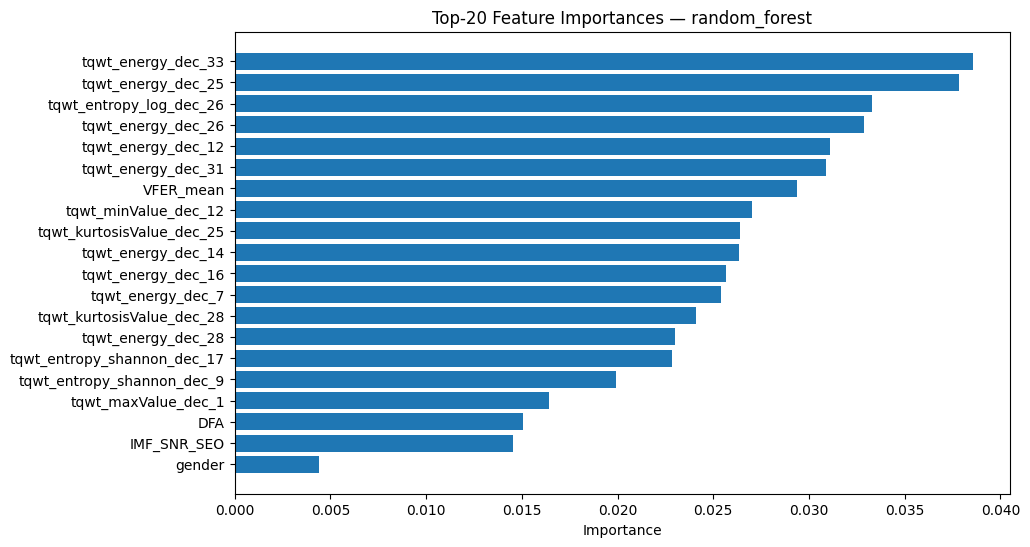 Top-20 Feature Importances — random_forest
tqwt_energy_dec_33
tqwt_energy_dec_25
tqwt_entropy_log_dec_26
tqwt_energy_dec_26
tqwt_energy_dec_12
tqwt_energy_dec_31
VFER_mean
tqwt_minValue_dec_12
tqwt_kurtosisValue_dec_25
tqwt_energy_dec_14
tqwt_energy_dec_16
tqwt_energy_dec_7
tqwt_kurtosisValue_dec_28
tqwt_energy_dec_28
tqwt_entropy_shannon_dec_17
tqwt_entropy_shannon_dec_9
tqwt_maxValue_dec_1
DFA
IMF_SNR_SEO
gender
0.000 0.005 0.010 0.015 0.020 0.025 0.030 0.035 0.040
Importance